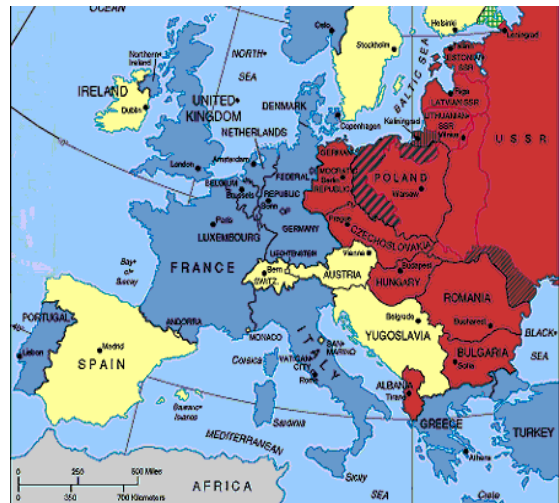 OCEAN
Oslo
Helsinki
Leningrad
Stockholm
NORTH
SEA
BALTIC SEA
ESTONIAN
SSR
Northern
Ireland
IRELAND
Dublin
UNITED
KINGDOM
DENMARK
Copenhagen
Riga
LATVIAN SSR
LITHUANIAN
SSR
Vilnius
Kaliningrad
USSR
NETHERLANDS
Amsterdam
London
GERMAN
DEMOCRATIC
REPUBLIC
Berlin
POLAND
Warsaw
BELGIUM
Brussels
FEDERAL
REPUBLIC
OF
GERMANY
Bonn
Paris
LUXEMBOURG
Prague
CZECHOSLOVAKIA
LIECHTENSTEIN
Vienna
AUSTRIA
Bern
SWITZ.
Budapest
HUNGARY
FRANCE
Bay
of
Biscay
ROMANIA
Bucharest
Belgrade
YUGOSLAVIA
BLACK
SEA
PORTUGAL
Lisbon
Madrid
SPAIN
ANDORRA
MONACO
SAN
MARINO
ITALY
Corsica
VATICAN
CITY
Rome
BULGARIA
Sofia
ALBANIA
Tirane
Balearic
Islands
Sardinia
GREECE
TURKEY
Athens
MEDITERRANEAN
SEA
Sicily
Crete
AFRICA
0 250 500 Miles
0 350 700 Kilometers